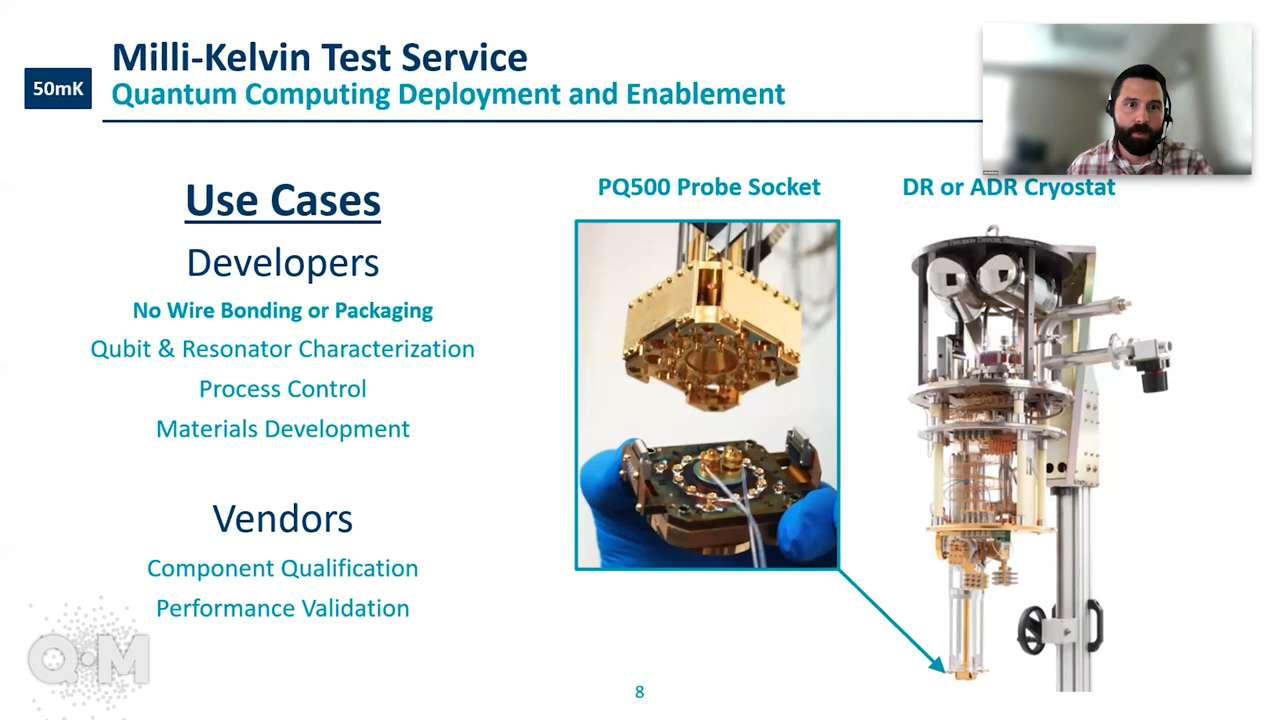 50mK
Milli-Kelvin Test Service
Quantum Computing Deployment and Enablement
Use Cases
Developers
No Wire Bonding or Packaging
Qubit & Resonator Characterization
Process Control
Materials Development
Vendors
Component Qualification
Performance Validation
PQ500 Probe Socket
DR or ADR Cryostat
Q.M
8